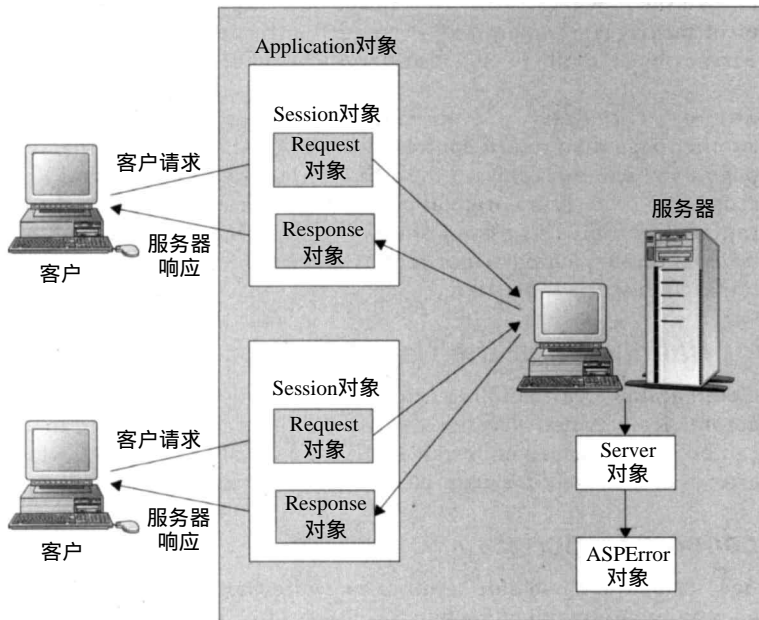 Application对象
Session对象
Request
对象
Response
对象
客户请求
服务器
响应
客户
服务器
Session对象
Request
对象
Response
对象
客户请求
服务器
响应
客户
Server
对象
ASPError
对象